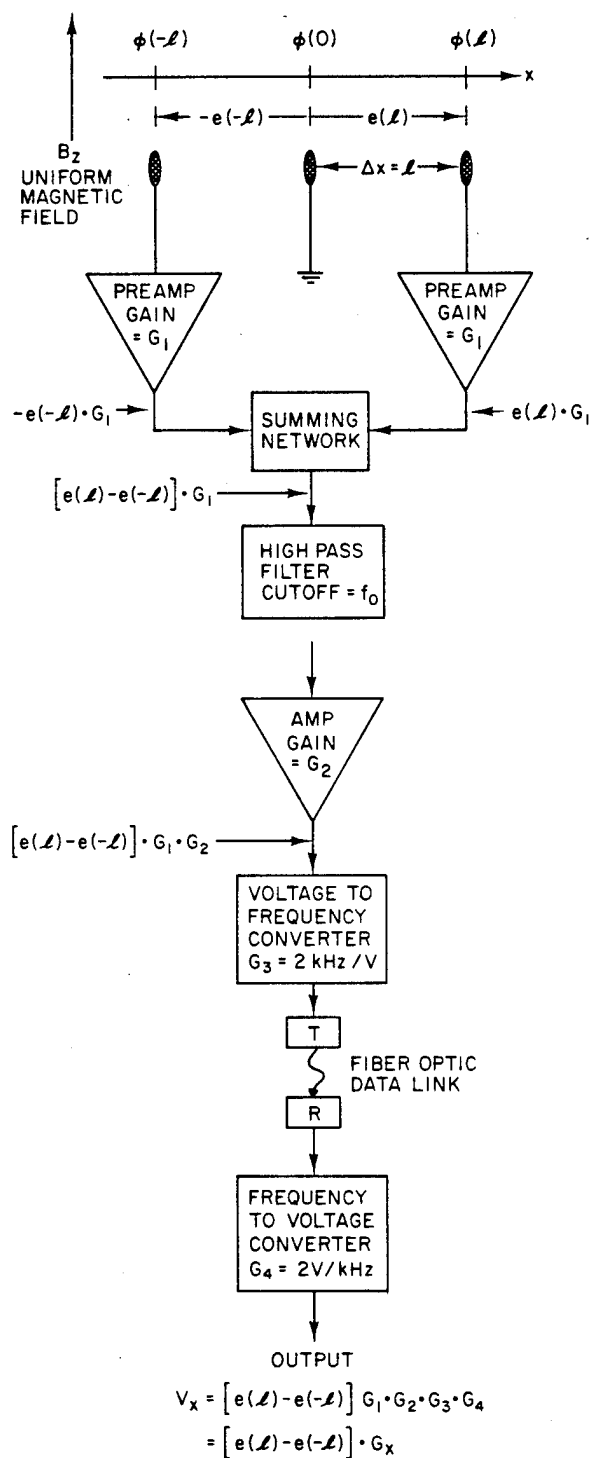 ϕ(-ℓ) ϕ(0) ϕ(ℓ)
x
-e(-ℓ) e(ℓ)
B_z
UNIFORM
MAGNETIC
FIELD
Δx = ℓ
PREAMP
GAIN
= G₁
PREAMP
GAIN
= G₁
-e(-ℓ)•G₁
e(ℓ)•G₁
SUMMING
NETWORK
[e(ℓ)-e(-ℓ)]•G₁
HIGH PASS
FILTER
CUTOFF = f₀
AMP
GAIN
= G₂
[e(ℓ)-e(-ℓ)]•G₁•G₂
VOLTAGE TO
FREQUENCY
CONVERTER
G₃ = 2 kHz/V
T
FIBER OPTIC
DATA LINK
R
FREQUENCY
TO VOLTAGE
CONVERTER
G₄ = 2V/kHz
OUTPUT
Vₓ = [e(ℓ)-e(-ℓ)] G₁•G₂•G₃•G₄
= [e(ℓ)-e(-ℓ)]•Gₓ